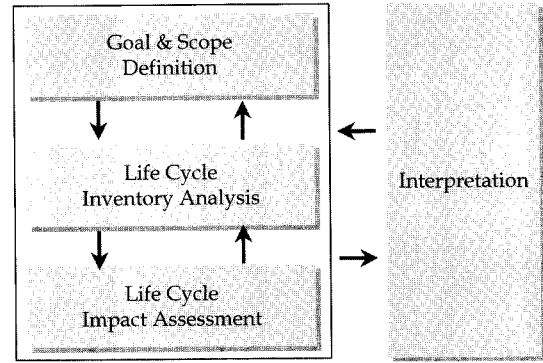 Goal & Scope
Definition
Life Cycle
Inventory Analysis
Interpretation
Life Cycle
Impact Assessment